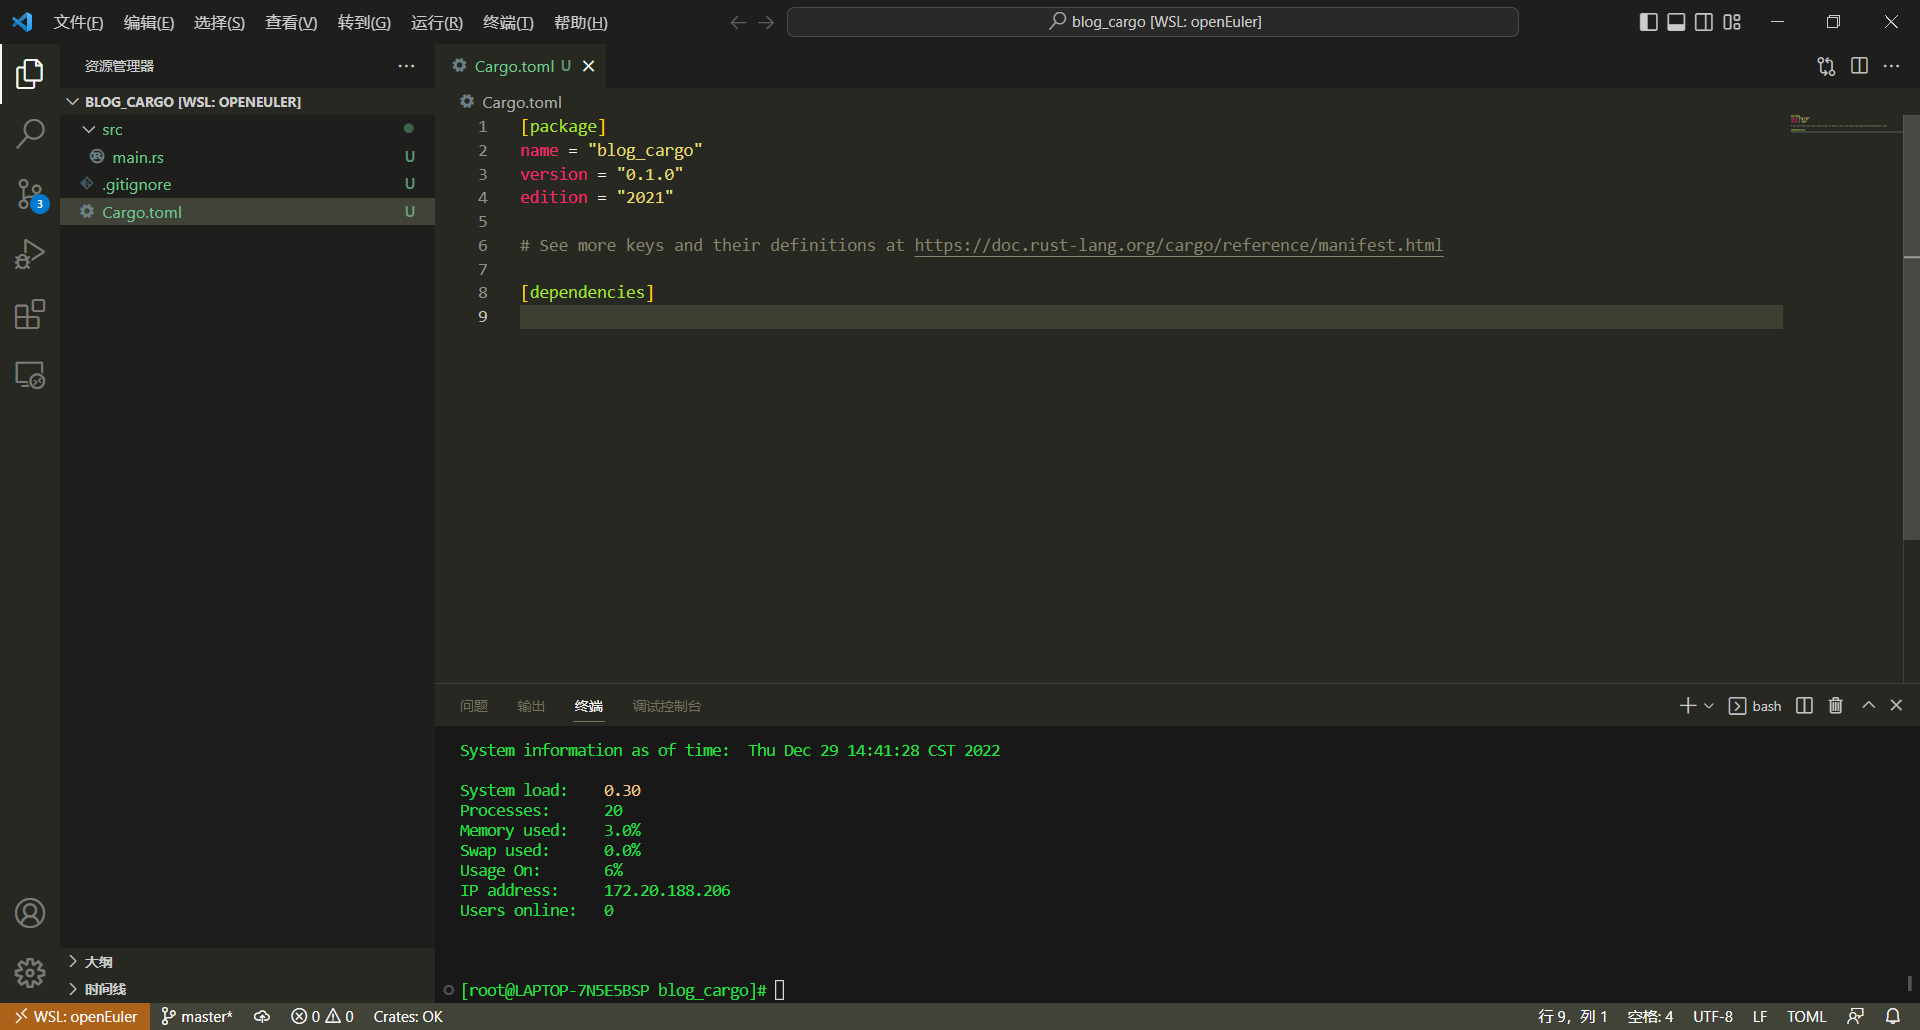 文件(F) 编辑(E) 选择(S) 查看(V) 转到(G) 运行(R) 终端(T) 帮助(H)
blog_cargo [WSL: openEuler]
资源管理器
BLOG_CARGO [WSL: OPENEULER]
src
main.rs U
.gitignore U
Cargo.toml U
3
大纲
时间线
Cargo.toml U
Cargo.toml
1 [package]
2 name = "blog_cargo"
3 version = "0.1.0"
4 edition = "2021"
5
6 # See more keys and their definitions at https://doc.rust-lang.org/cargo/reference/manifest.html
7
8 [dependencies]
9
问题 输出 终端 调试控制台
bash
System information as of time: Thu Dec 29 14:41:28 CST 2022
System load: 0.30
Processes: 20
Memory used: 3.0%
Swap used: 0.0%
Usage On: 6%
IP address: 172.20.188.206
Users online: 0
[root@LAPTOP-7N5E5BSP blog_cargo]#
WSL: openEuler master* 0 0 Crates: OK
行 9，列 1 空格: 4 UTF-8 LF TOML